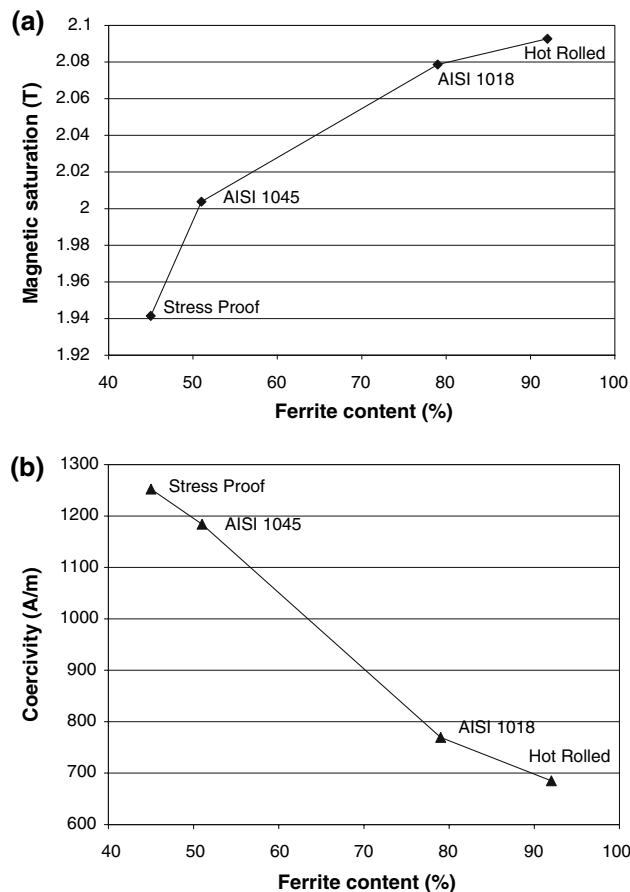 (a)
Magnetic saturation (T)
2.1
2.08
2.06
2.04
2.02
2
1.98
1.96
1.94
1.92
Hot Rolled
AISI 1018
AISI 1045
Stress Proof
40 50 60 70 80 90 100
Ferrite content (%)
(b)
Coercivity (A/m)
1300
1200
1100
1000
900
800
700
600
Stress Proof
AISI 1045
AISI 1018
Hot Rolled
40 50 60 70 80 90 100
Ferrite content (%)